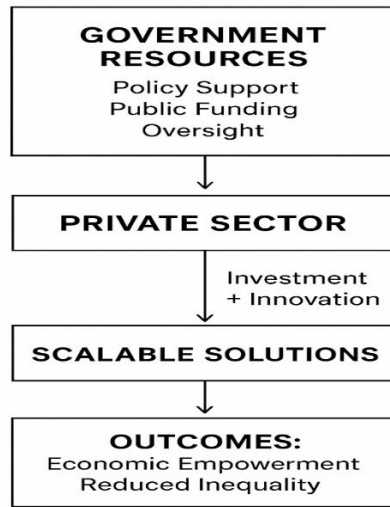 GOVERNMENT
RESOURCES
Policy Support
Public Funding
Oversight
PRIVATE SECTOR
Investment
+ Innovation
SCALABLE SOLUTIONS
OUTCOMES:
Economic Empowerment
Reduced Inequality